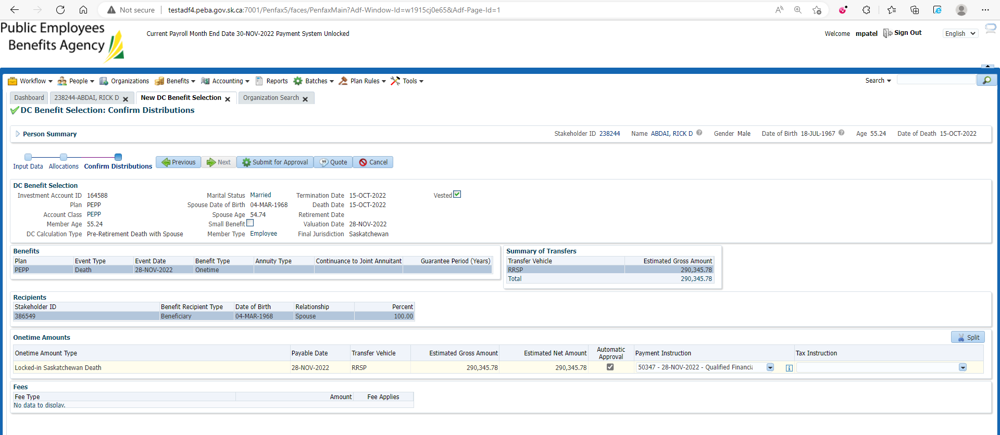 Not secure testadf4.peba.gov.sk.ca:7001/Penfax5/faces/PenfaxMain?Adf-Window-Id=w1915cj0e65&Adf-Page-Id=1
Public Employees
Benefits Agency
Current Payroll Month End Date 30-NOV-2022 Payment System Unlocked
Welcome mpatel Sign Out English
Workflow People Organizations Benefits Accounting Reports Batches Plan Rules Tools Search
Dashboard 238244-ABDAI, RICK D New DC Benefit Selection Organization Search
DC Benefit Selection: Confirm Distributions
Person Summary Stakeholder ID 238244 Name ABDAI, RICK D Gender Male Date of Birth 18-JUL-1967 Age 55.24 Date of Death 15-OCT-2022
Input Data Allocations Confirm Distributions Previous Next Submit for Approval Quote Cancel
DC Benefit Selection
Investment Account ID 164588 Marital Status Married Termination Date 15-OCT-2022 Vested
Plan PEPP Spouse Date of Birth 04-MAR-1968 Death Date 15-OCT-2022
Account Class PEPP Spouse Age 54.74 Retirement Date
Member Age 55.24 Small Benefit Valuation Date 28-NOV-2022
DC Calculation Type Pre-Retirement Death with Spouse Member Type Employee Final Jurisdiction Saskatchewan
Benefits
Plan Event Type Event Date Benefit Type Annuity Type Continuance to Joint Annuitant Guarantee Period (Years)
PEPP Death 28-NOV-2022 Onetime
Summary of Transfers
Transfer Vehicle Estimated Gross Amount
RRSP 290,345.78
Total 290,345.78
Recipients
Stakeholder ID Benefit Recipient Type Date of Birth Relationship Percent
386549 Beneficiary 04-MAR-1968 Spouse 100.00
Onetime Amounts Split
Onetime Amount Type Payable Date Transfer Vehicle Estimated Gross Amount Estimated Net Amount Automatic Approval Payment Instruction Tax Instruction
Locked-in Saskatchewan Death 28-NOV-2022 RRSP 290,345.78 290,345.78 50347 - 28-NOV-2022 - Qualified Financia
Fees
Fee Type Amount Fee Applies
No data to display.